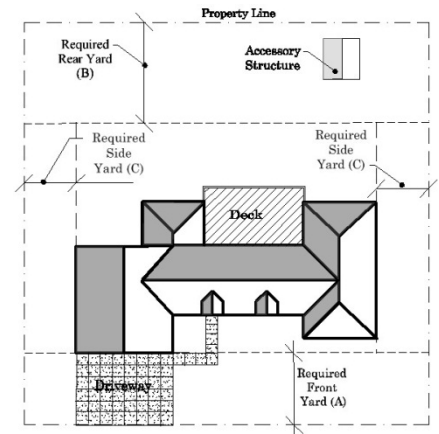 Property Line
Required
Rear Yard
(B)
Accessory
Structure
Required
Side
Yard (C)
Required
Side
Yard (C)
Deck
Required
Front
Yard (A)
Driveway